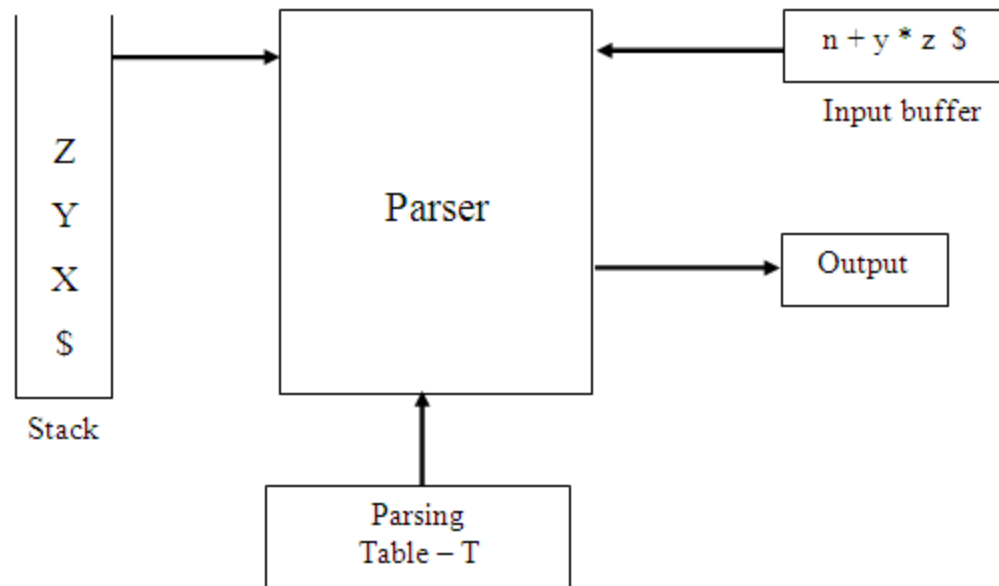 Z
Y
X
$
Stack
Parser
n + y * z $
Input buffer
Output
Parsing
Table – T